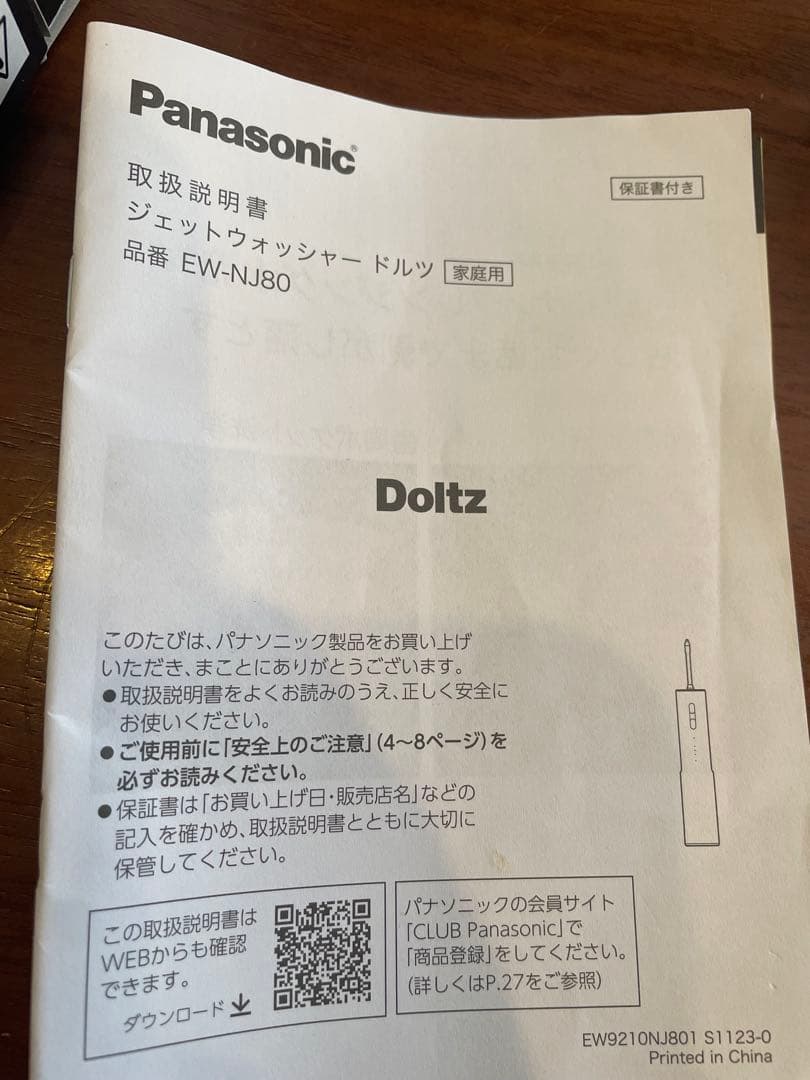 Panasonic®
取扱説明書
保証書付き
ジェットウォッシャー ドルツ 家庭用
品番 EW-NJ80
Doltz
このたびは、パナソニック製品をお買い上げ
いただき、まことにありがとうございます。
●取扱説明書をよくお読みのうえ、正しく安全に
お使いください。
●ご使用前に「安全上のご注意」(4〜8ページ)を
必ずお読みください。
●保証書は「お買い上げ日・販売店名」などの
記入を確かめ、取扱説明書とともに大切に
保管してください。
この取扱説明書は
WEBからも確認
できます。
ダウンロード
パナソニックの会員サイト
「CLUB Panasonic」で
「商品登録」をしてください。
(詳しくはP.27をご参照)
EW9210NJ801 S1123-0
Printed in China